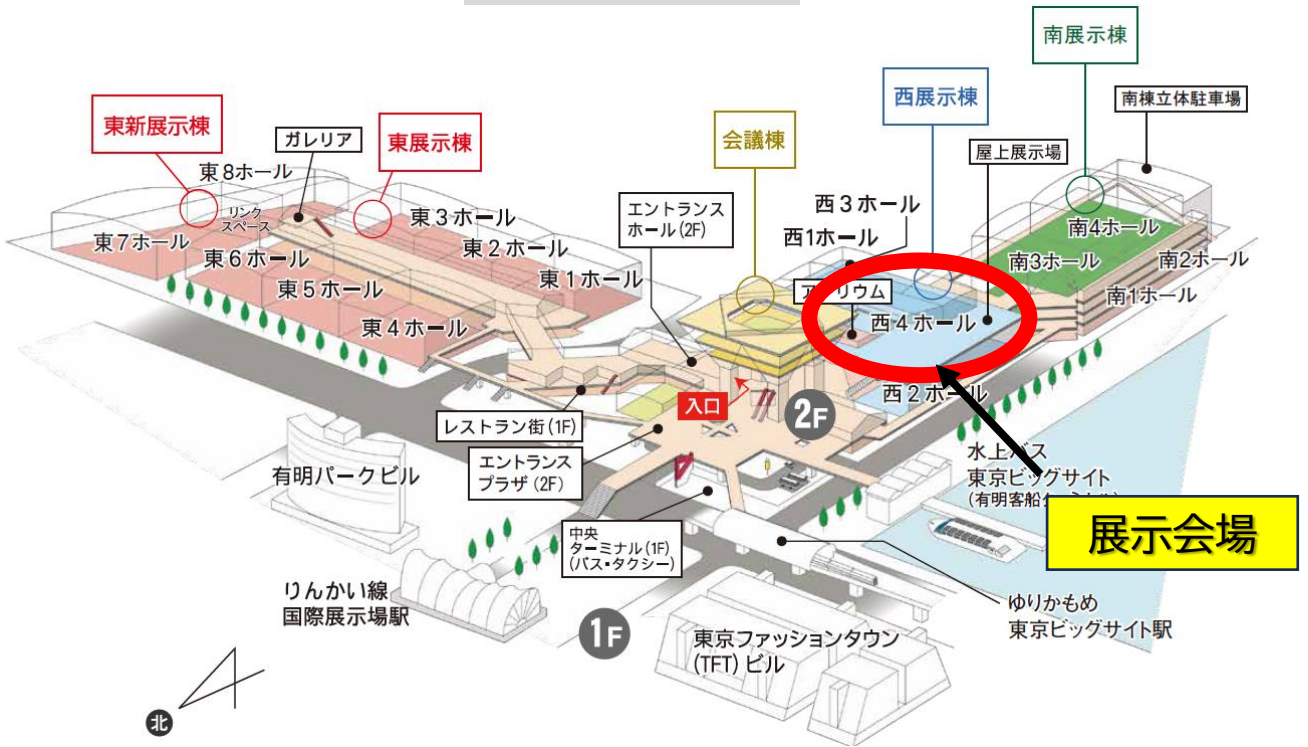 南展示棟
西展示棟
南棟立体駐車場
東新展示棟
ガレリア
東展示棟
会議棟
屋上展示場
東8ホール
リンク
スペース
東3ホール
エントランス
ホール(2F)
西3ホール
西1ホール
東7ホール
東6ホール
東2ホール
東1ホール
南4ホール
南3ホール
南2ホール
南1ホール
東5ホール
東4ホール
西4ホール
西2ホール
入口
2F
レストラン街(1F)
エントランス
プラザ(2F)
有明パークビル
水上バス
東京ビッグサイト
展示会場
中央
ターミナル(1F)
(バス・タクシー)
りんかい線
国際展示場駅
1F
東京ファッションタウン
(TFT)ビル
ゆりかもめ
東京ビッグサイト駅
北